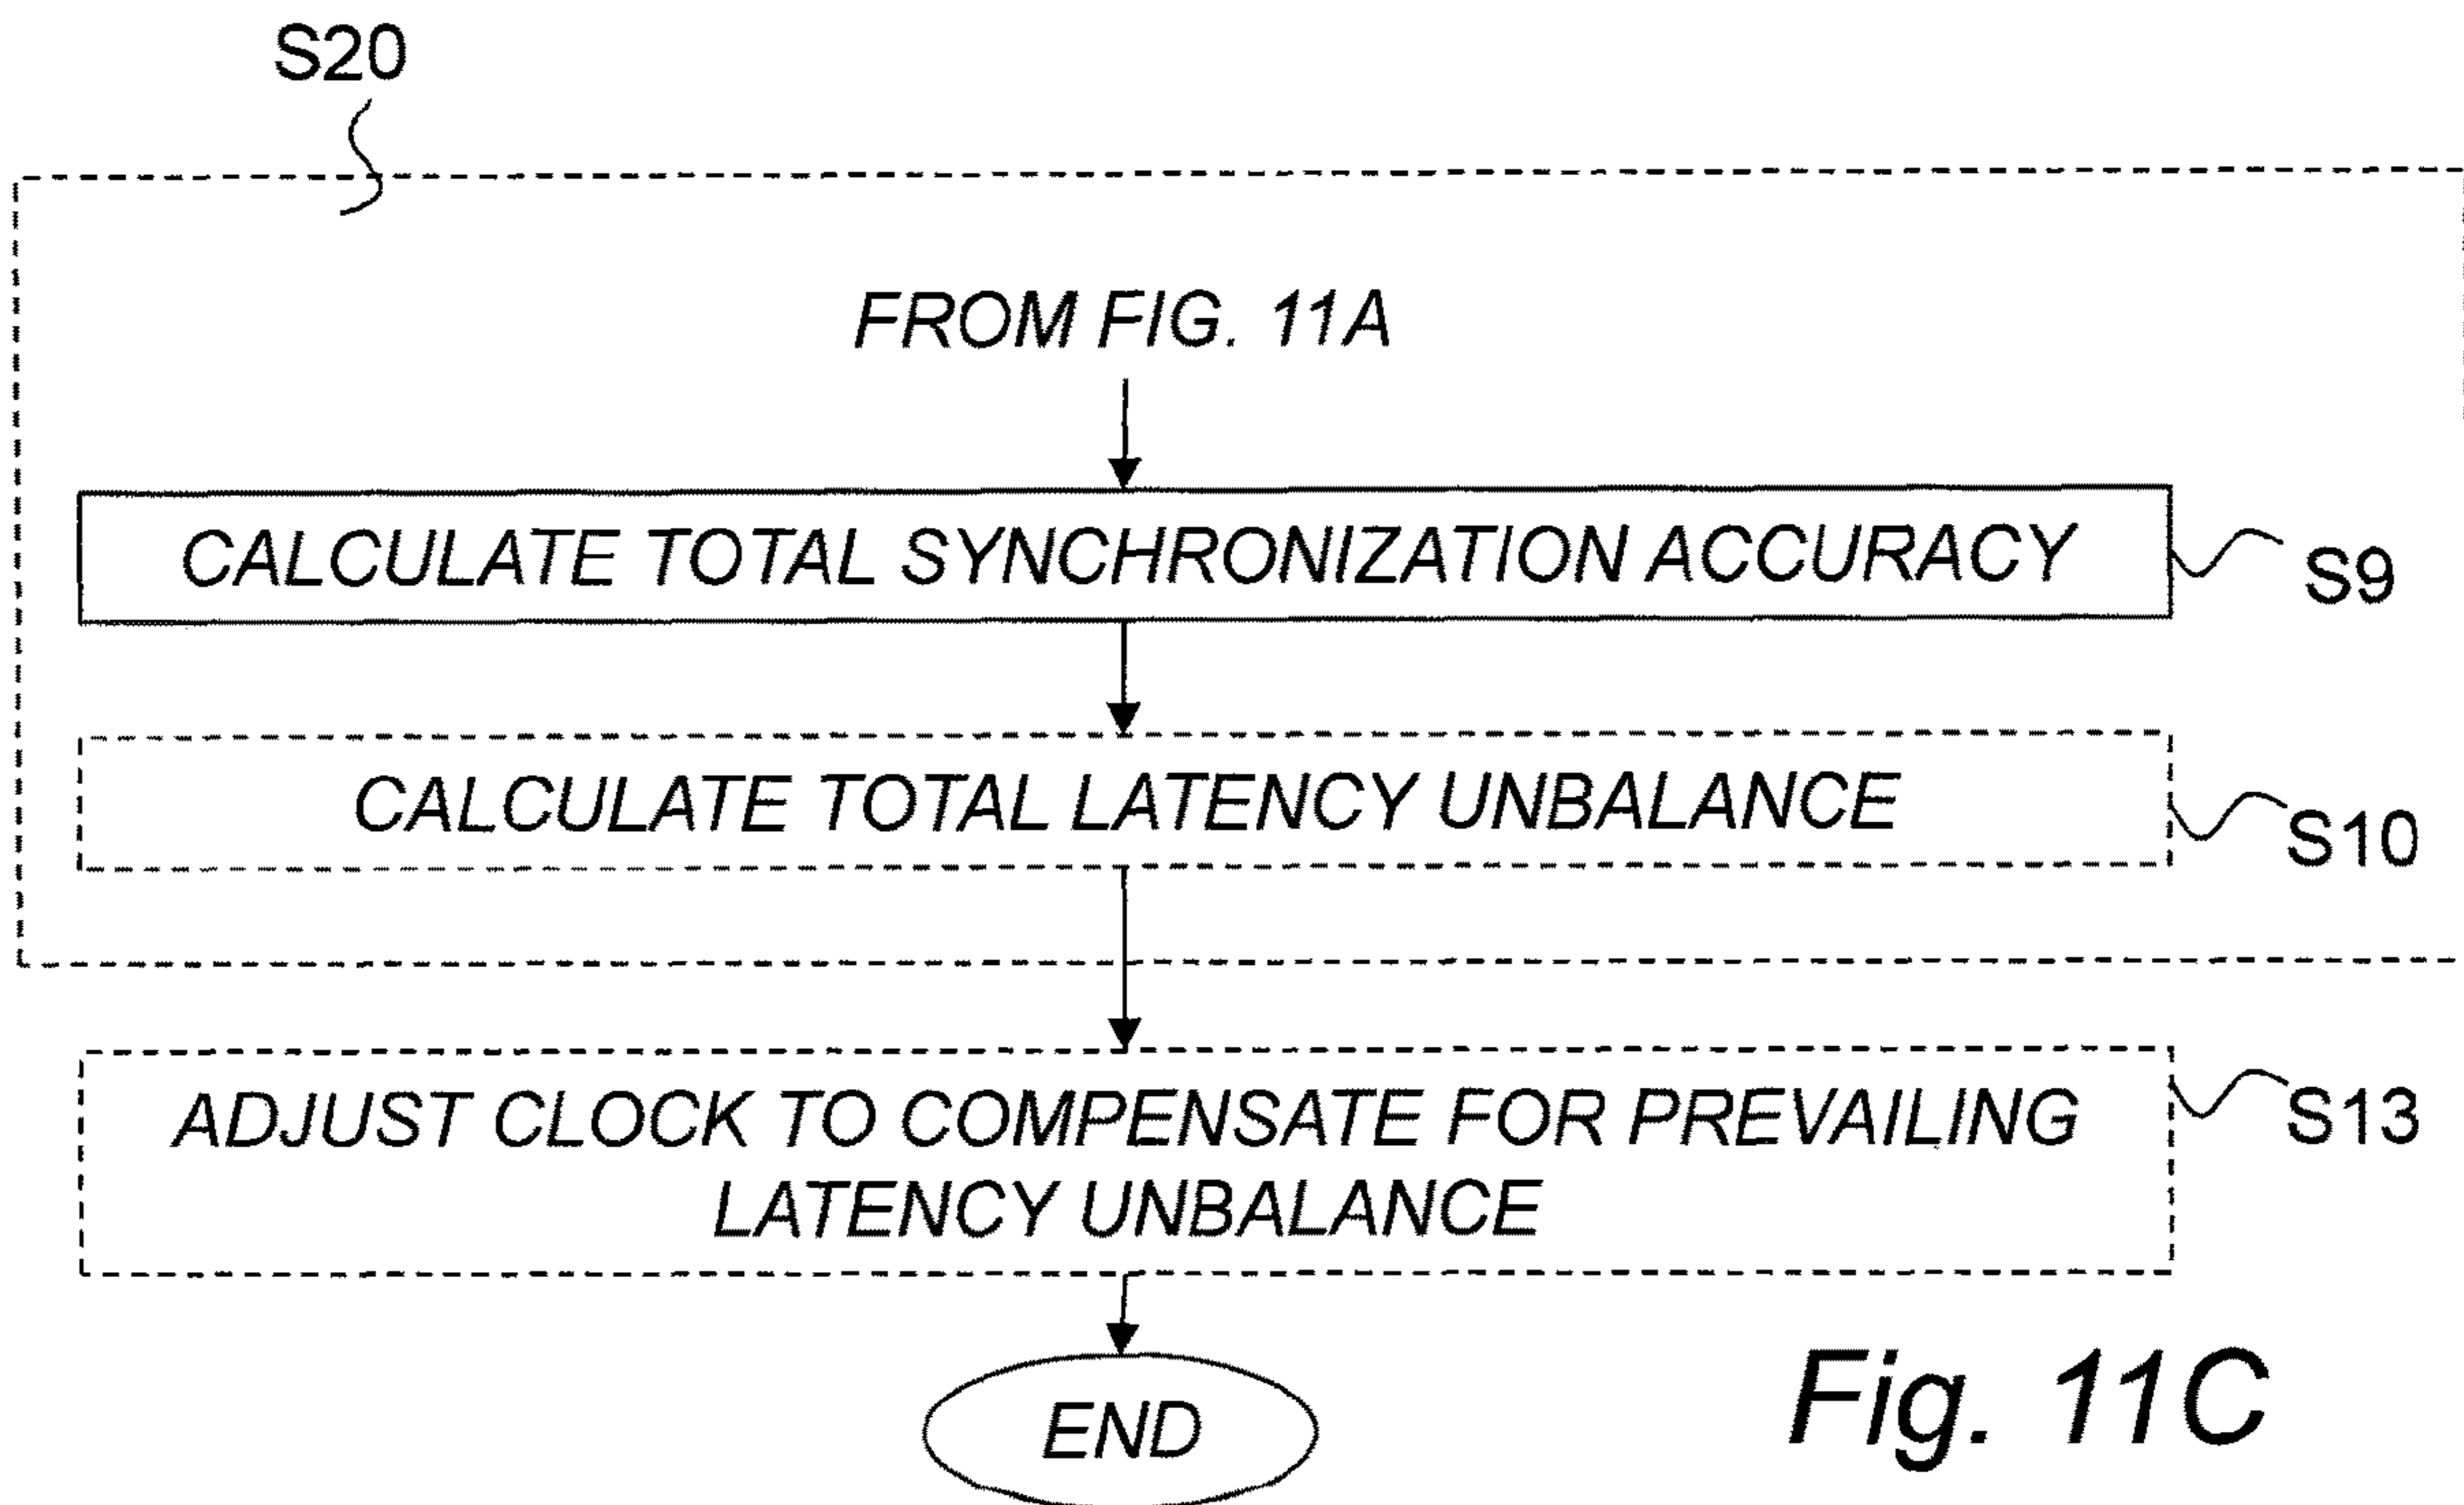 S20
FROM FIG. 11A
CALCULATE TOTAL SYNCHRONIZATION ACCURACY
S9
CALCULATE TOTAL LATENCY UNBALANCE
S10
ADJUST CLOCK TO COMPENSATE FOR PREVAILING
LATENCY UNBALANCE
S13
END
Fig. 11C